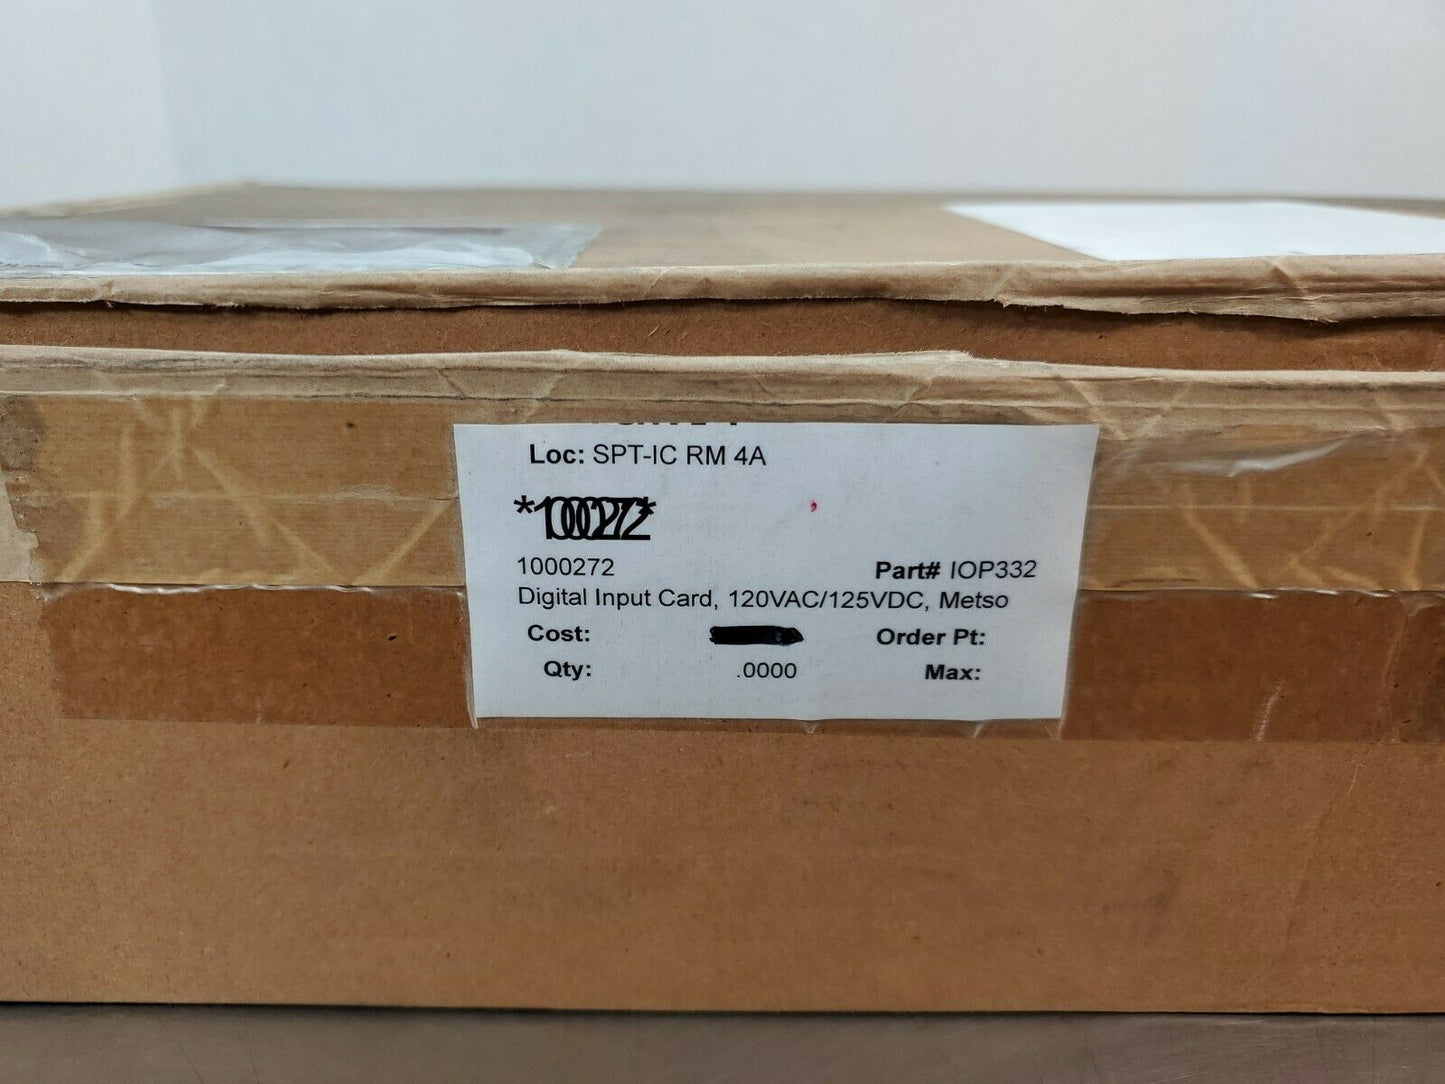 Loc: SPT-IC RM 4A
*1000272*
1000272 Part# IOP332
Digital Input Card, 120VAC/125VDC, Metso
Cost: Order Pt:
Qty: .0000 Max: